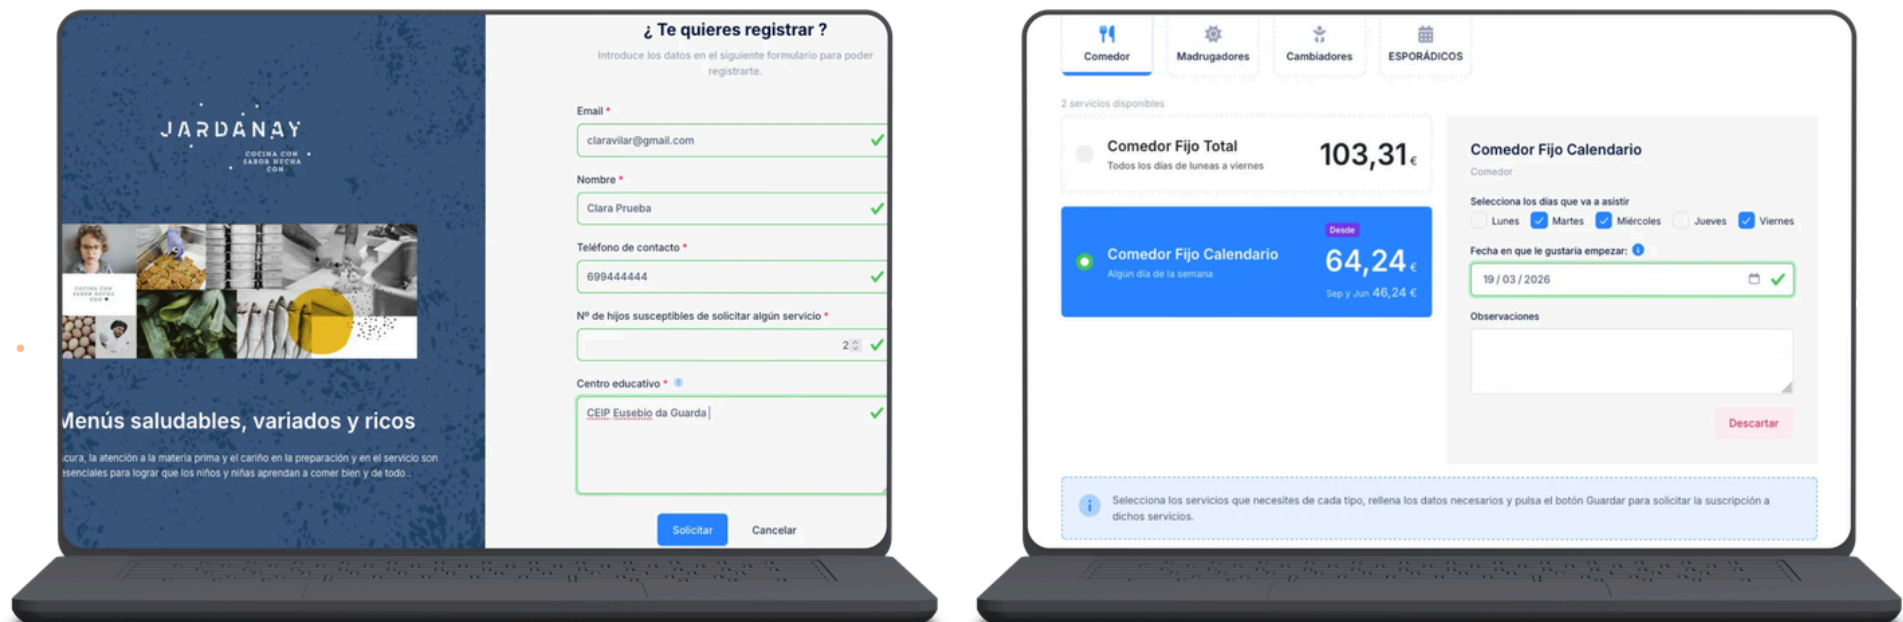 JARDANAY
COCINA CON
SABOR HECHA
CON
COCINA CON
SABOR HECHA
CON
Menús saludables, variados y ricos
cura, la atención a la materia prima y el cariño en la preparación y en el servicio son
esenciales para lograr que los niños y niñas aprendan a comer bien y de todo..
¿ Te quieres registrar ?
Introduce los datos en el siguiente formulario para poder
registrarte.
Email *
claravilar@gmail.com
Nombre *
Clara Prueba
Teléfono de contacto *
699444444
Nº de hijos susceptibles de solicitar algún servicio *
2
Centro educativo *
CEIP Eusebio da Guarda
Solicitar
Cancelar
Comedor
Madrugadores
Cambiadores
ESPORÁDICOS
2 servicios disponibles
Comedor Fijo Total
Todos los días de luneas a viernes
103,31 €
Comedor Fijo Calendario
Algún día de la semana
Desde
64,24 €
Sep y Jun 46,24 €
Comedor Fijo Calendario
Comedor
Selecciona los días que va a asistir
Lunes Martes Miércoles Jueves Viernes
Fecha en que le gustaría empezar:
19 / 03 / 2026
Observaciones
Descartar
Selecciona los servicios que necesites de cada tipo, rellena los datos necesarios y pulsa el botón Guardar para solicitar la suscripción a
dichos servicios.